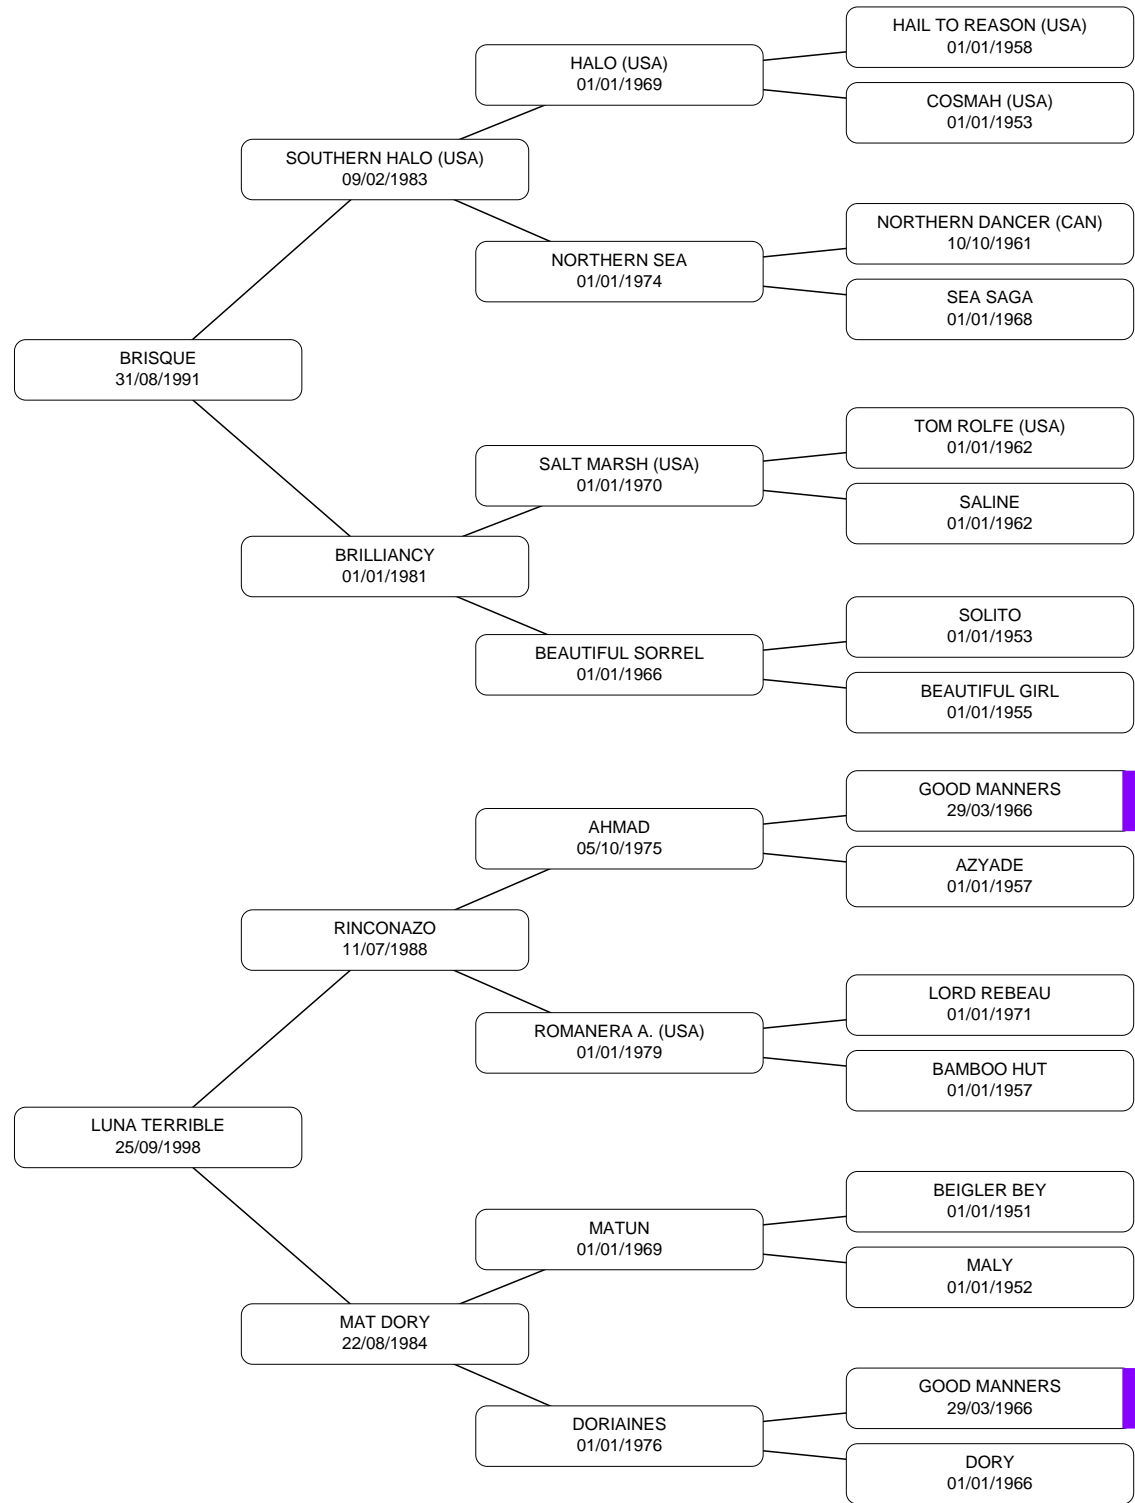 HAIL TO REASON (USA)
01/01/1958
HALO (USA)
01/01/1969
COSMAH (USA)
01/01/1953
SOUTHERN HALO (USA)
09/02/1983
NORTHERN DANCER (CAN)
10/10/1961
NORTHERN SEA
01/01/1974
SEA SAGA
01/01/1968
BRISQUE
31/08/1991
TOM ROLFE (USA)
01/01/1962
SALT MARSH (USA)
01/01/1970
SALINE
01/01/1962
BRILLIANCY
01/01/1981
SOLITO
01/01/1953
BEAUTIFUL SORREL
01/01/1966
BEAUTIFUL GIRL
01/01/1955
GOOD MANNERS
29/03/1966
AHMAD
05/10/1975
AZYADE
01/01/1957
RINCONAZO
11/07/1988
LORD REBEAU
01/01/1971
ROMANERA A. (USA)
01/01/1979
BAMBOO HUT
01/01/1957
LUNA TERRIBLE
25/09/1998
BEIGLER BEY
01/01/1951
MATUN
01/01/1969
MALY
01/01/1952
MAT DORY
22/08/1984
GOOD MANNERS
29/03/1966
DORIAINES
01/01/1976
DORY
01/01/1966